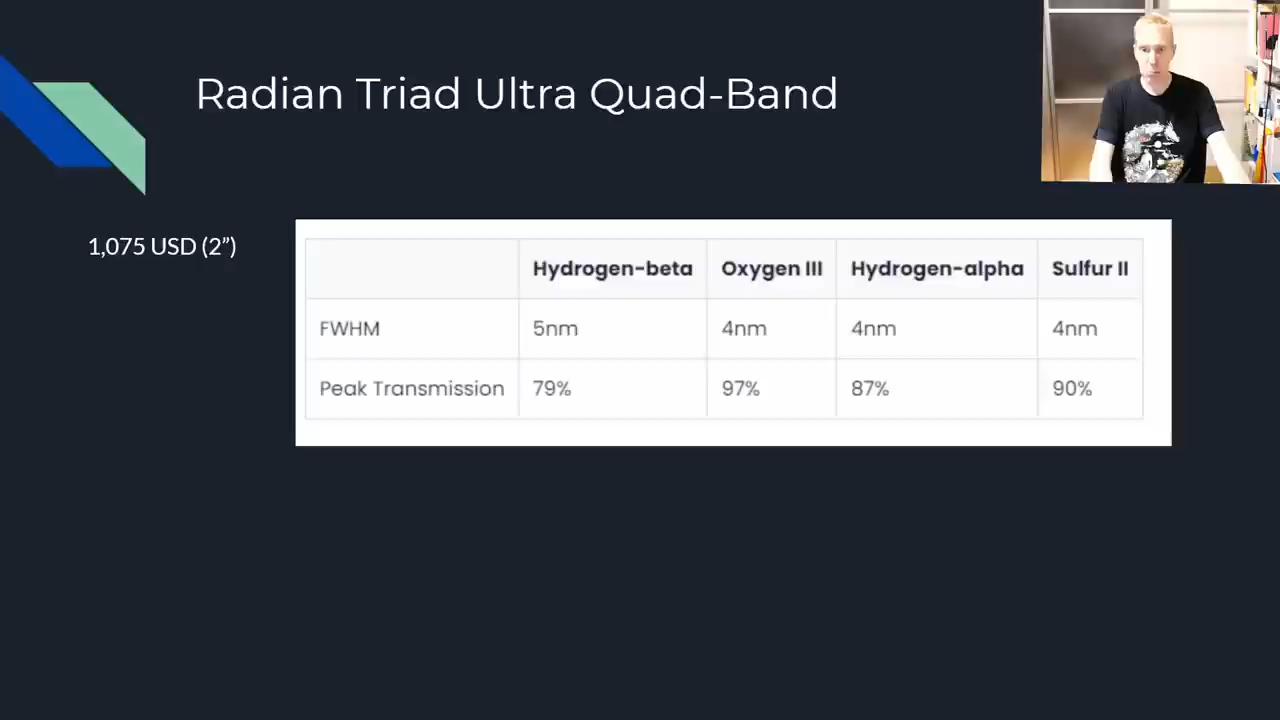 Radian Triad Ultra Quad-Band
1,075 USD (2”)
Hydrogen-beta Oxygen III Hydrogen-alpha Sulfur II
FWHM 5nm 4nm 4nm 4nm
Peak Transmission 79% 97% 87% 90%